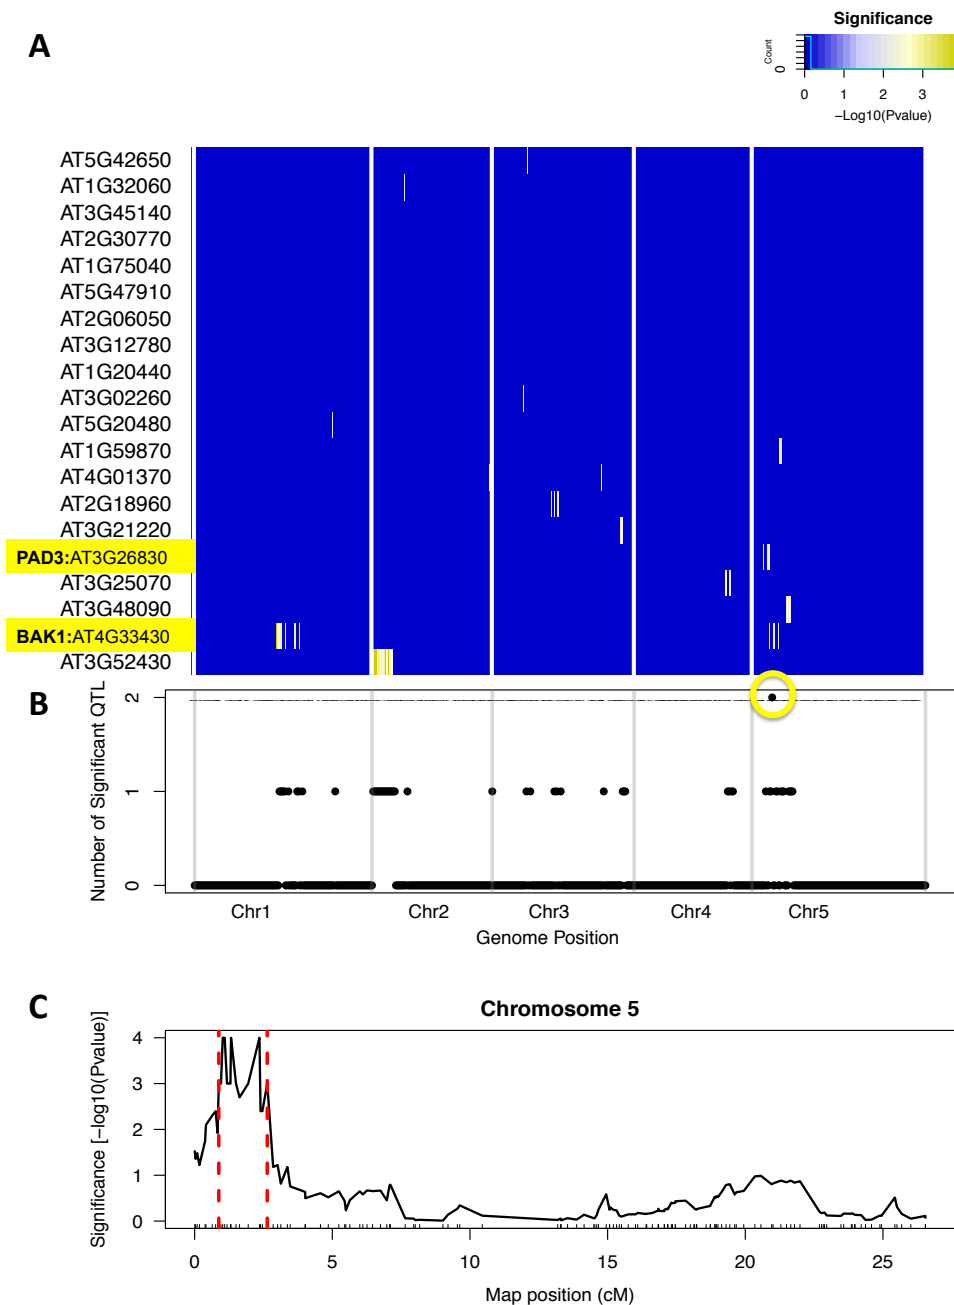 A
Significance
Count
0
0 1 2 3
−Log10(Pvalue)
AT5G42650
AT1G32060
AT3G45140
AT2G30770
AT1G75040
AT5G47910
AT2G06050
AT3G12780
AT1G20440
AT3G02260
AT5G20480
AT1G59870
AT4G01370
AT2G18960
AT3G21220
PAD3:AT3G26830
AT3G25070
AT3G48090
BAK1:AT4G33430
AT3G52430
B
Number of Significant QTL
2
1
0
Chr1 Chr2 Chr3 Chr4 Chr5
Genome Position
C
Chromosome 5
Significance [−log10(Pvalue)]
4
3
2
1
0
0 5 10 15 20 25
Map position (cM)